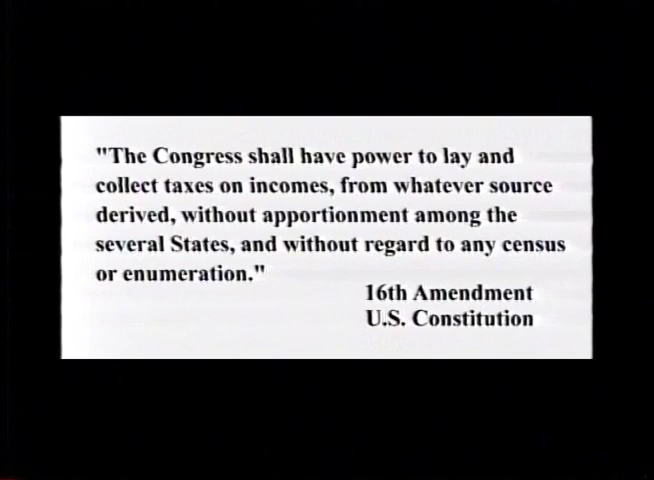 "The Congress shall have power to lay and
collect taxes on incomes, from whatever source
derived, without apportionment among the
several States, and without regard to any census
or enumeration."
16th Amendment
U.S. Constitution